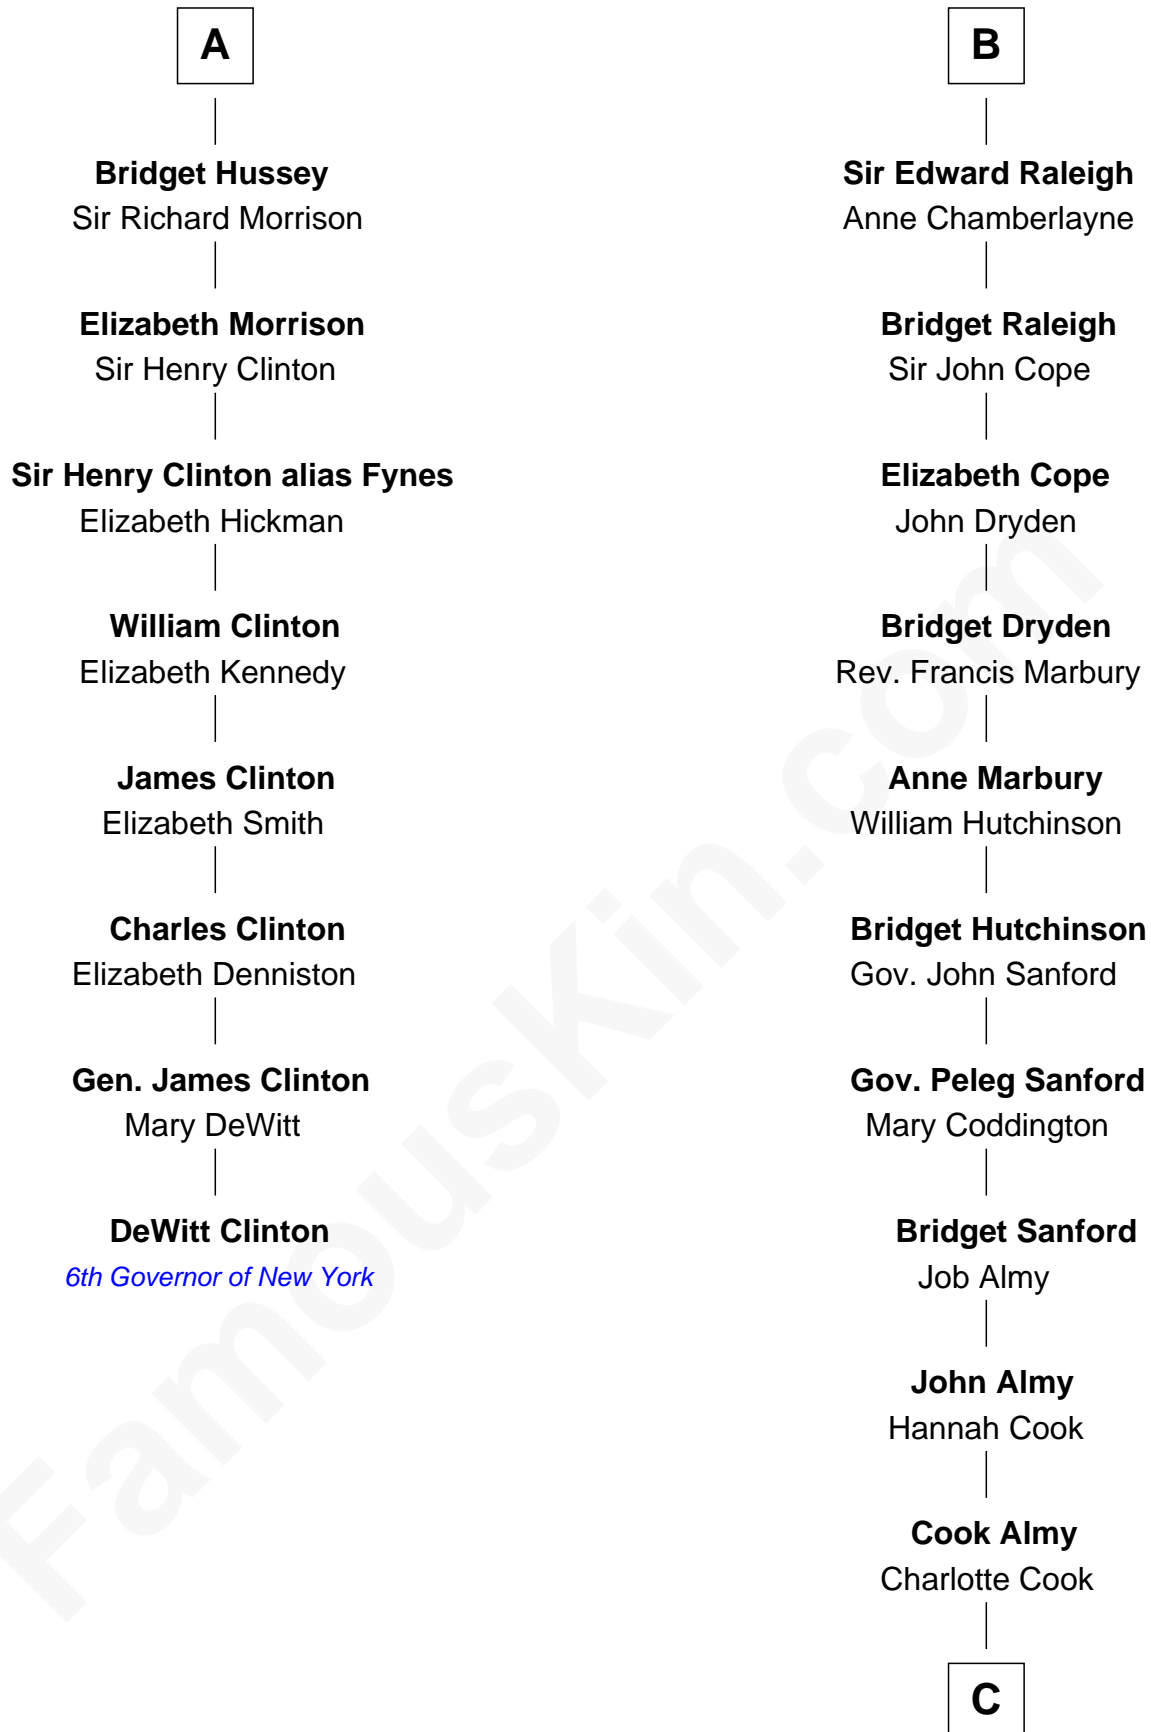 A
Bridget Hussey
Sir Richard Morrison
Elizabeth Morrison
Sir Henry Clinton
Sir Henry Clinton alias Fynes
Elizabeth Hickman
William Clinton
Elizabeth Kennedy
James Clinton
Elizabeth Smith
Charles Clinton
Elizabeth Denniston
Gen. James Clinton
Mary DeWitt
DeWitt Clinton
6th Governor of New York
B
Sir Edward Raleigh
Anne Chamberlayne
Bridget Raleigh
Sir John Cope
Elizabeth Cope
John Dryden
Bridget Dryden
Rev. Francis Marbury
Anne Marbury
William Hutchinson
Bridget Hutchinson
Gov. John Sanford
Gov. Peleg Sanford
Mary Coddington
Bridget Sanford
Job Almy
John Almy
Hannah Cook
Cook Almy
Charlotte Cook
C
FamousKin.com